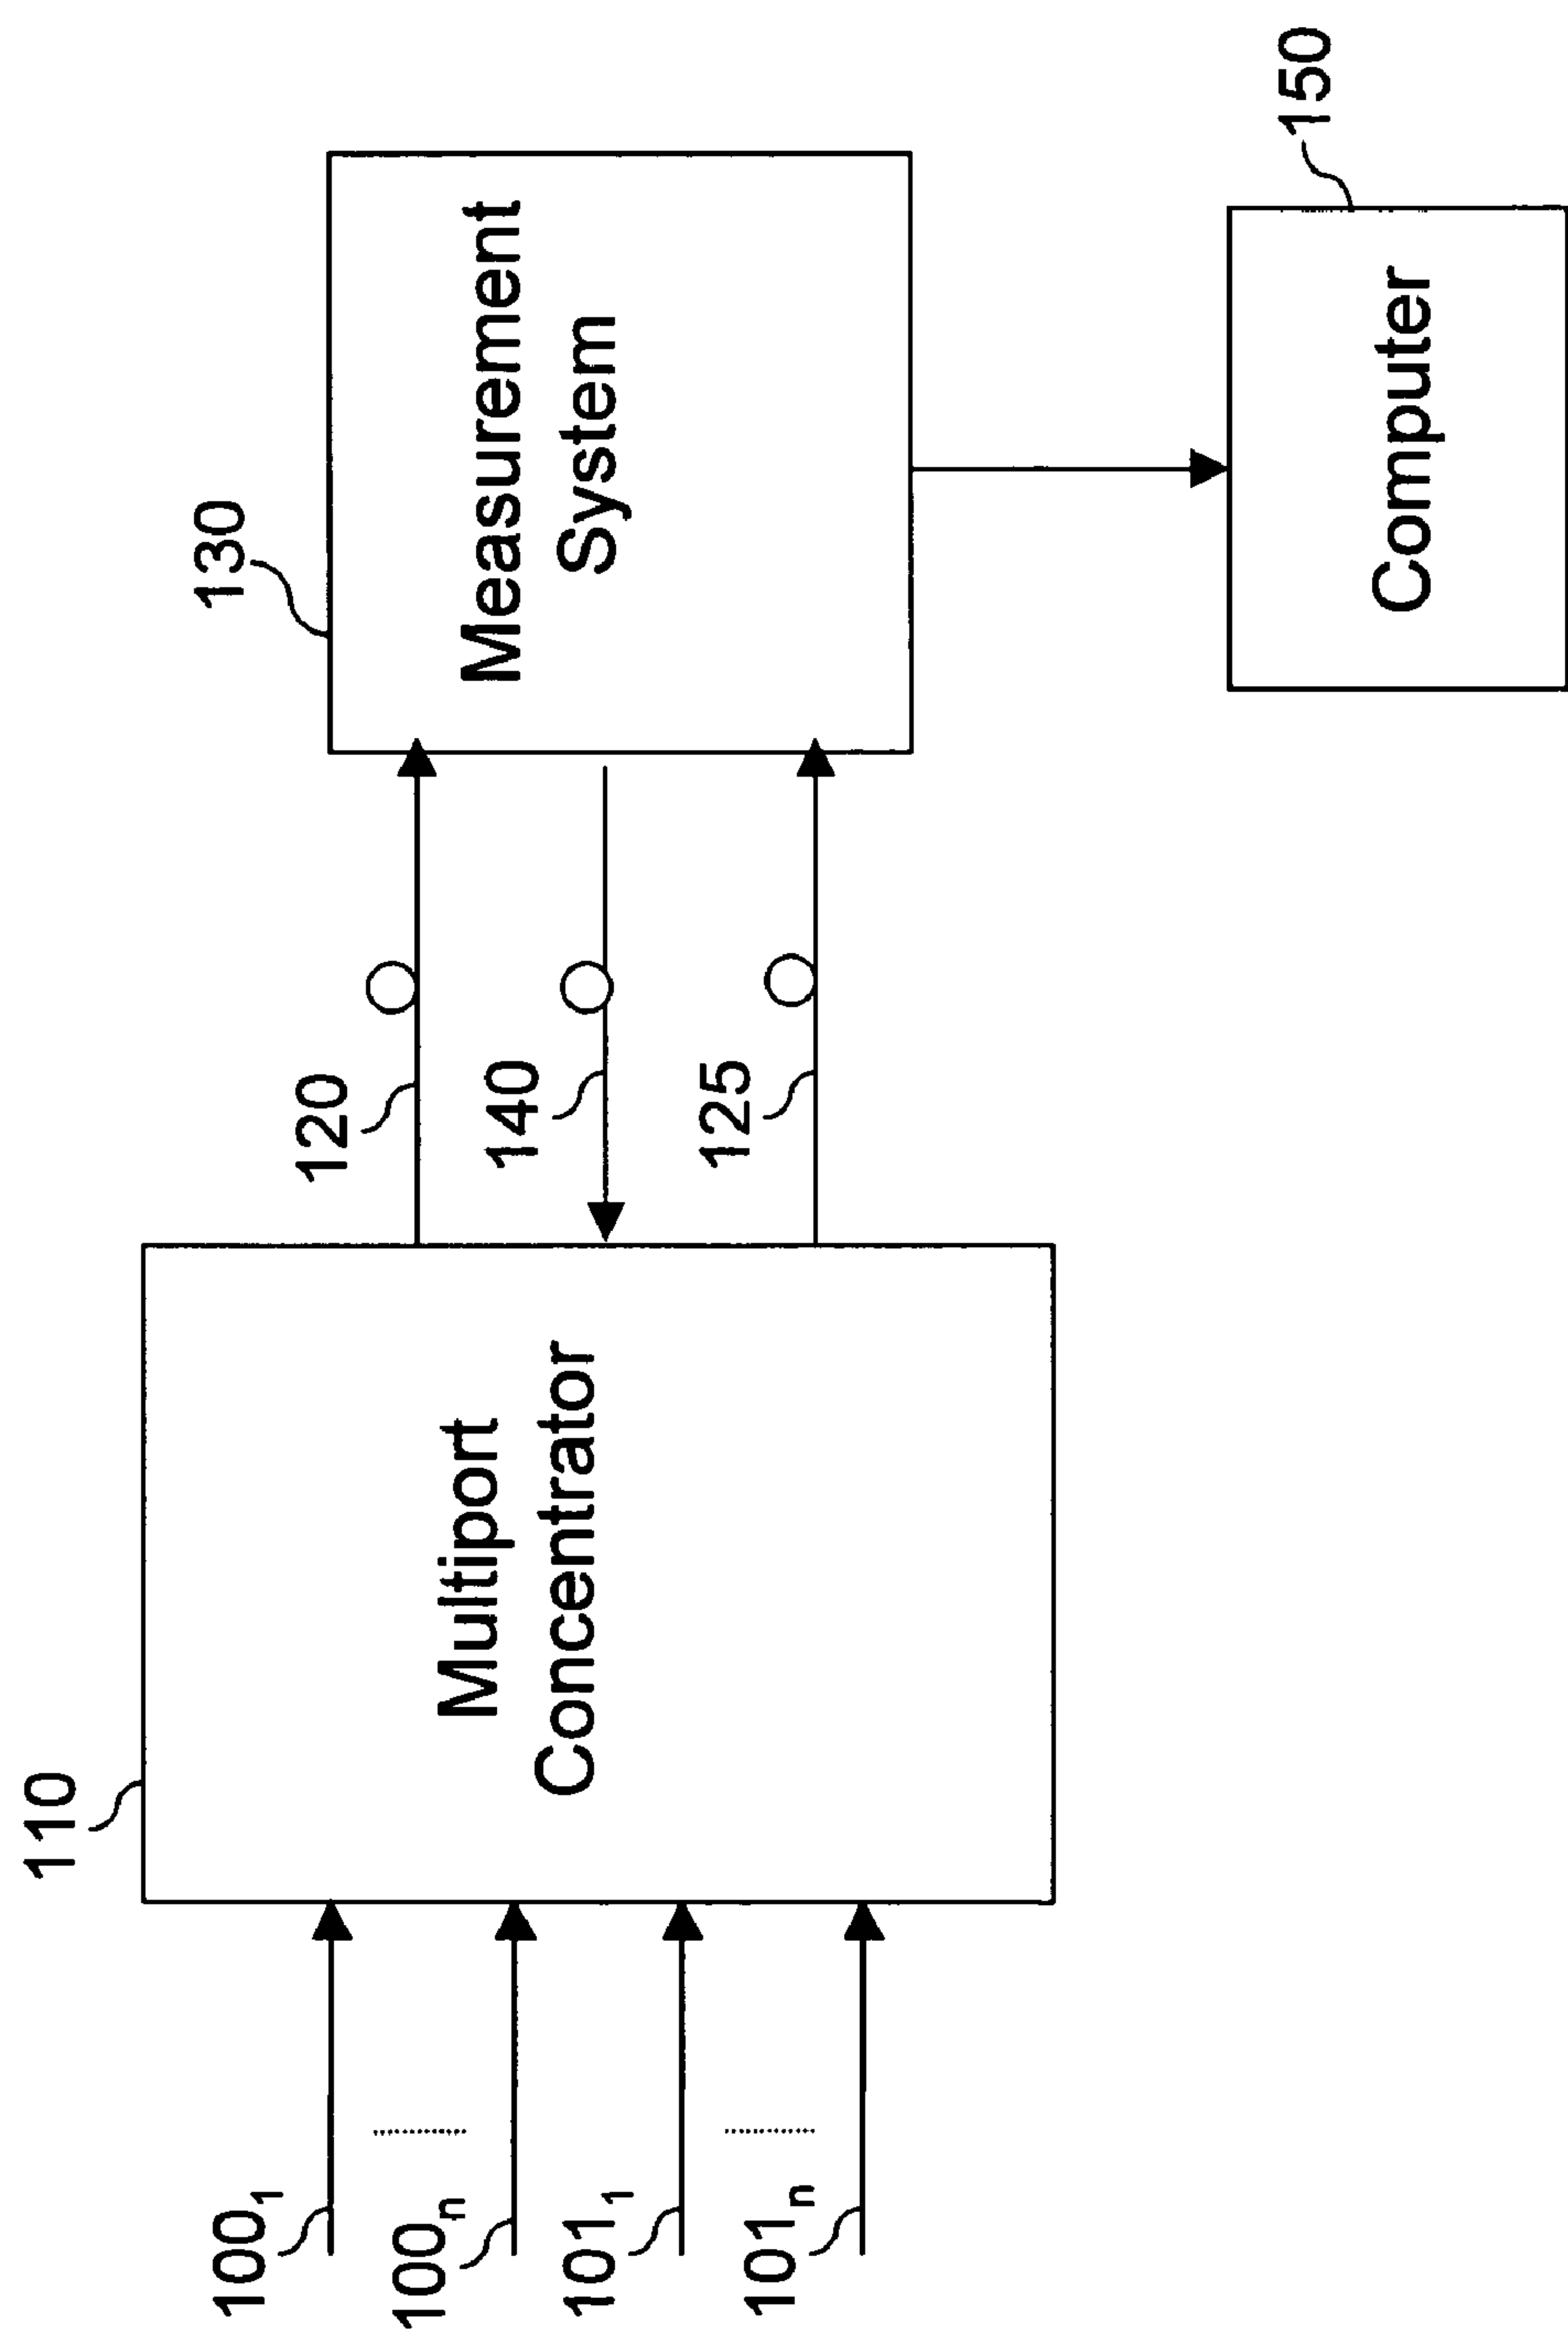 110
130
Multiport
Concentrator
Measurement
System
Computer
100₁
100ₙ
101₁
101ₙ
120
140
125
150